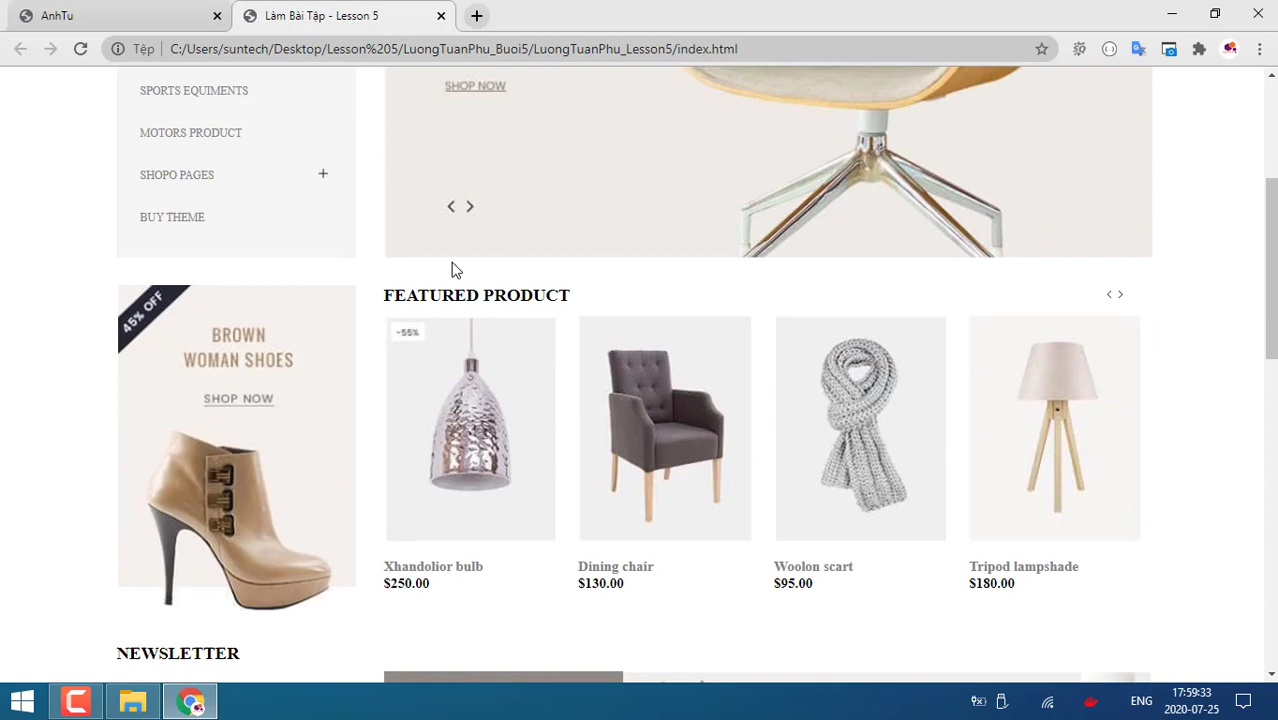 AnhTu
Làm Bài Tập - Lesson 5
Tệp
C:/Users/suntech/Desktop/Lesson%205/LuongTuanPhu_Buoi5/LuongTuanPhu_Lesson5/index.html
SPORTS EQUIMENTS
MOTORS PRODUCT
SHOPO PAGES +
BUY THEME
SHOP NOW
45% OFF
BROWN
WOMAN SHOES
SHOP NOW
FEATURED PRODUCT
-55%
Xhandolior bulb
$250.00
Dining chair
$130.00
Woolon scart
$95.00
Tripod lampshade
$180.00
NEWSLETTER
ENG
17:59:33
2020-07-25